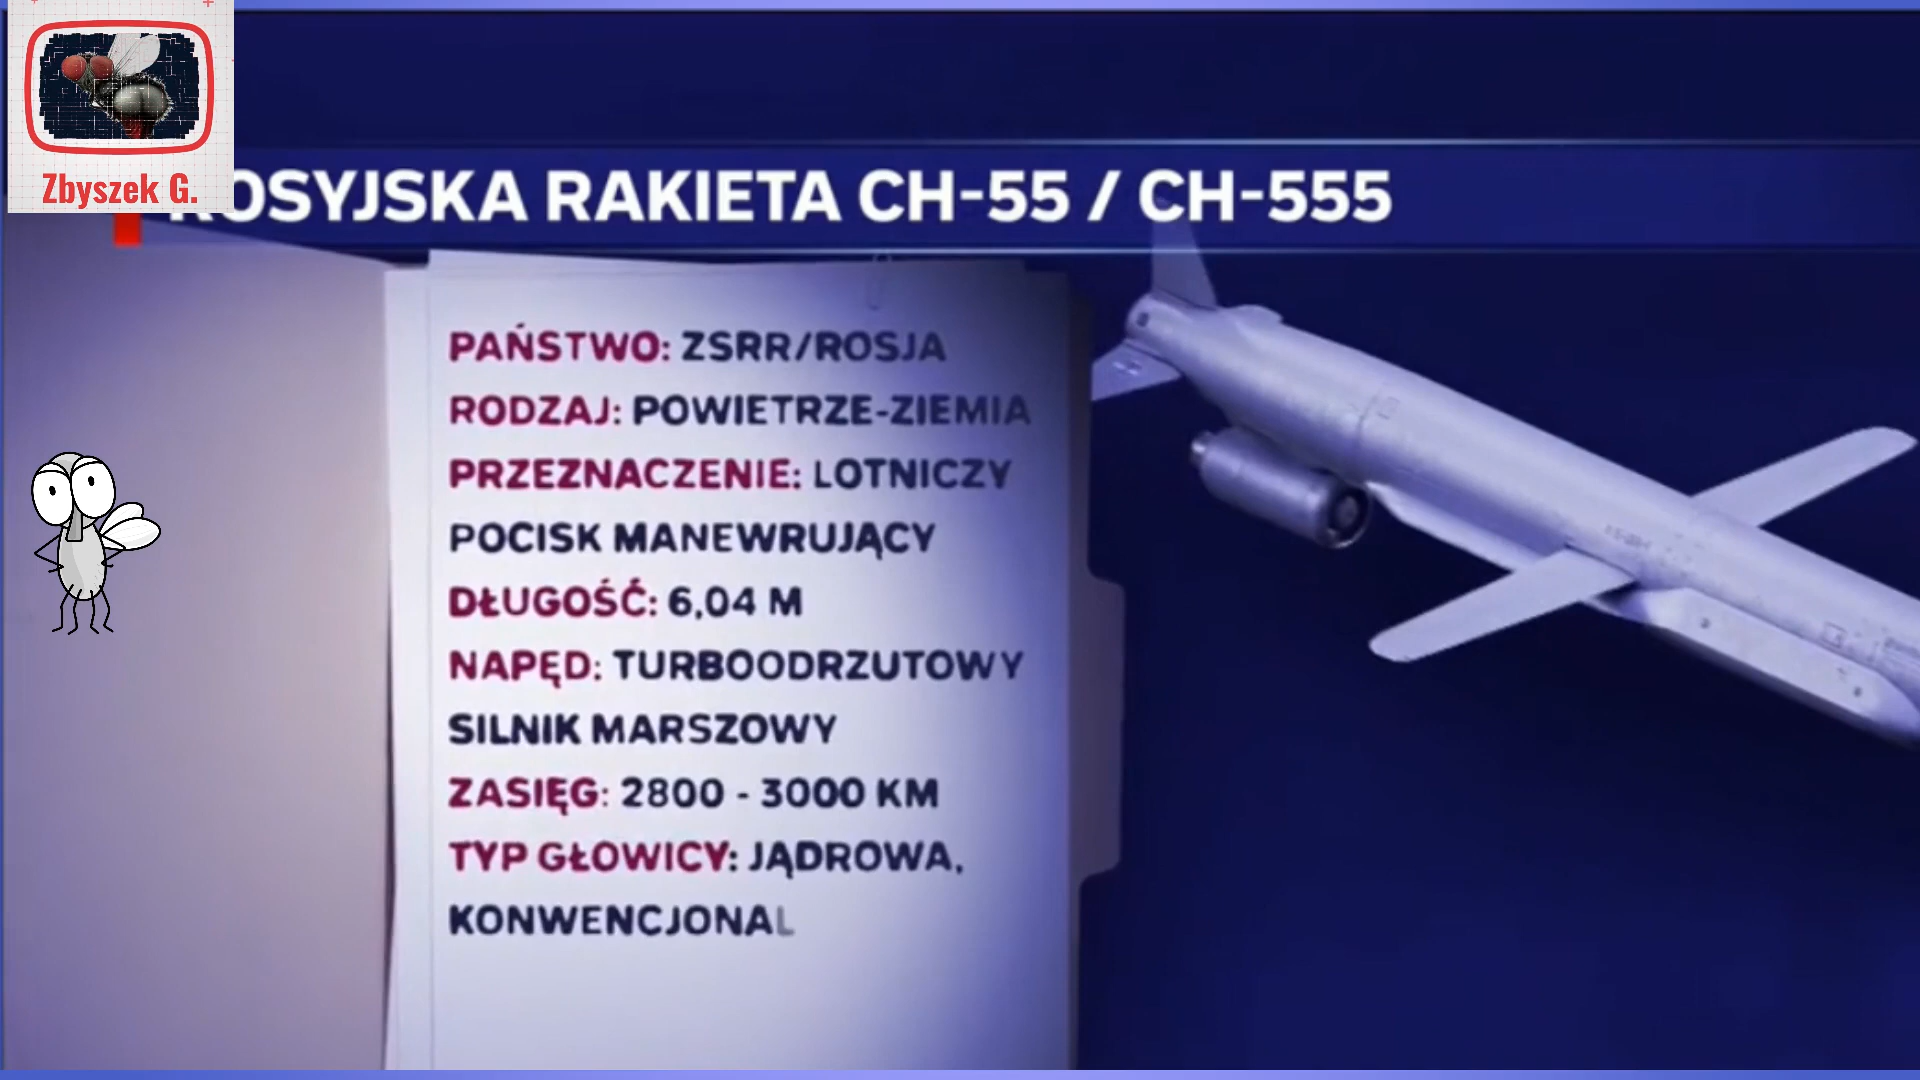 Zbyszek G.
ROSYJSKA RAKIETA CH-55 / CH-555
PAŃSTWO: ZSRR/ROSJA
RODZAJ: POWIETRZE-ZIEMIA
PRZEZNACZENIE: LOTNICZY
POCISK MANEWRUJĄCY
DŁUGOŚĆ: 6,04 M
NAPĘD: TURBOODRZUTOWY
SILNIK MARSZOWY
ZASIĘG: 2800 - 3000 KM
TYP GŁOWICY: JĄDROWA,
KONWENCJONAL